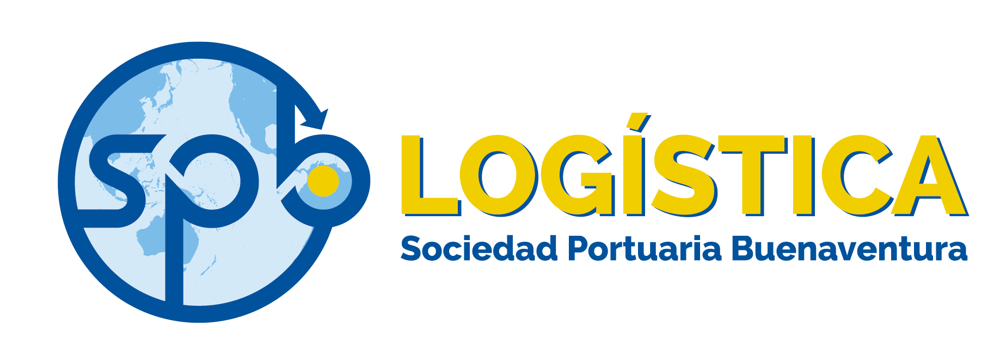 spb
LOGÍSTICA
Sociedad Portuaria Buenaventura